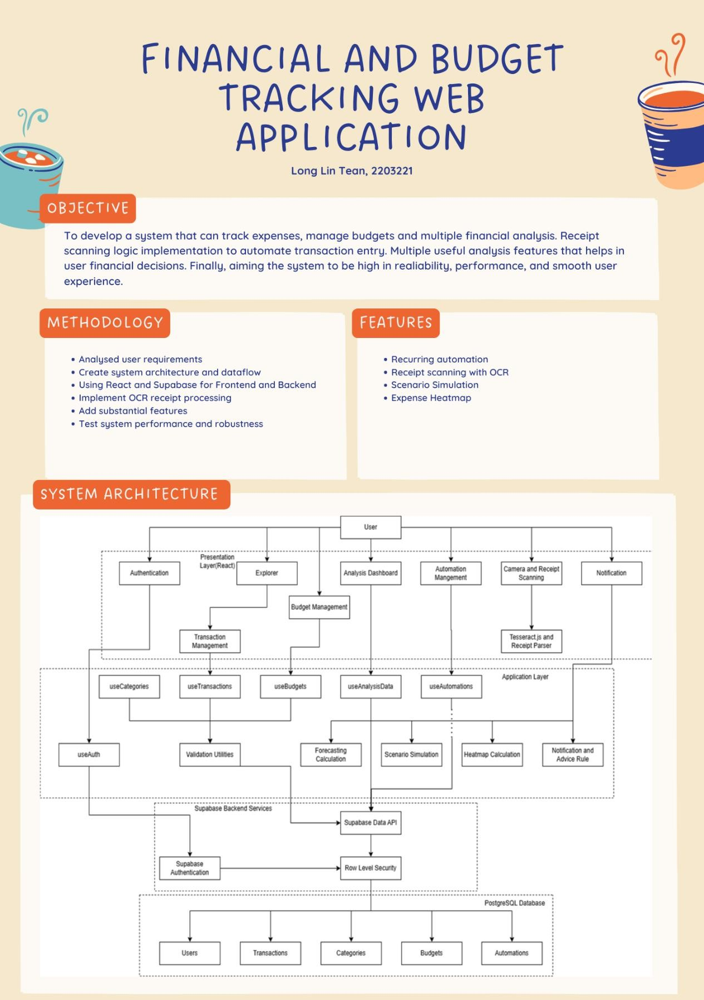 FINANCIAL AND BUDGET
TRACKING WEB
APPLICATION
Long Lin Tean, 2203221
OBJECTIVE
To develop a system that can track expenses, manage budgets and multiple financial analysis. Receipt
scanning logic implementation to automate transaction entry. Multiple useful analysis features that helps in
user financial decisions. Finally, aiming the system to be high in realiability, performance, and smooth user
experience.
METHODOLOGY
• Analysed user requirements
• Create system architecture and dataflow
• Using React and Supabase for Frontend and Backend
• Implement OCR receipt processing
• Add substantial features
• Test system performance and robustness
FEATURES
• Recurring automation
• Receipt scanning with OCR
• Scenario Simulation
• Expense Heatmap
SYSTEM ARCHITECTURE
User
Presentation
Layer(React)
Authentication
Explorer
Analysis Dashboard
Automation
Mangement
Camera and Receipt
Scanning
Notification
Budget Management
Transaction
Management
Tesseract.js and
Receipt Parser
Application Layer
useCategories
useTransactions
useBudgets
useAnalysisData
useAutomations
useAuth
Validation Utilities
Forecasting
Calculation
Scenario Simulation
Heatmap Calculation
Notification and
Advice Rule
Supabase Backend Services
Supabase Data API
Supabase
Authentication
Row Level Security
PostgreSQL Database
Users
Transactions
Categories
Budgets
Automations